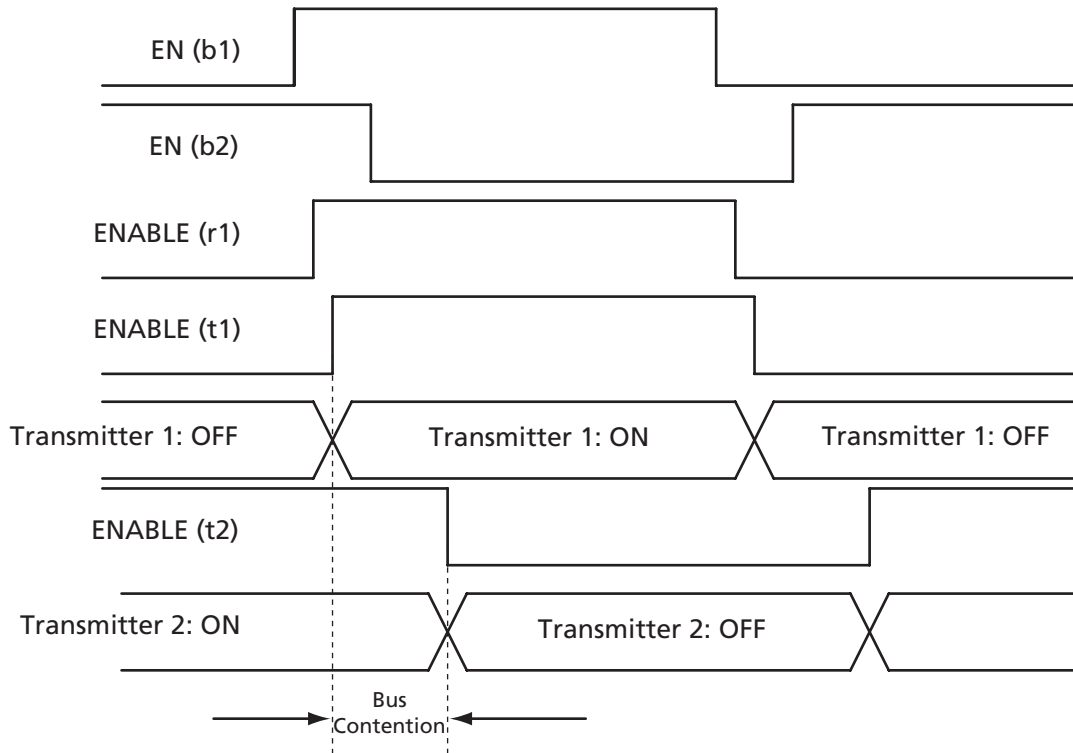 EN (b1)
EN (b2)
ENABLE (r1)
ENABLE (t1)
Transmitter 1: OFF
Transmitter 1: ON
Transmitter 1: OFF
ENABLE (t2)
Transmitter 2: ON
Transmitter 2: OFF
Bus
Contention